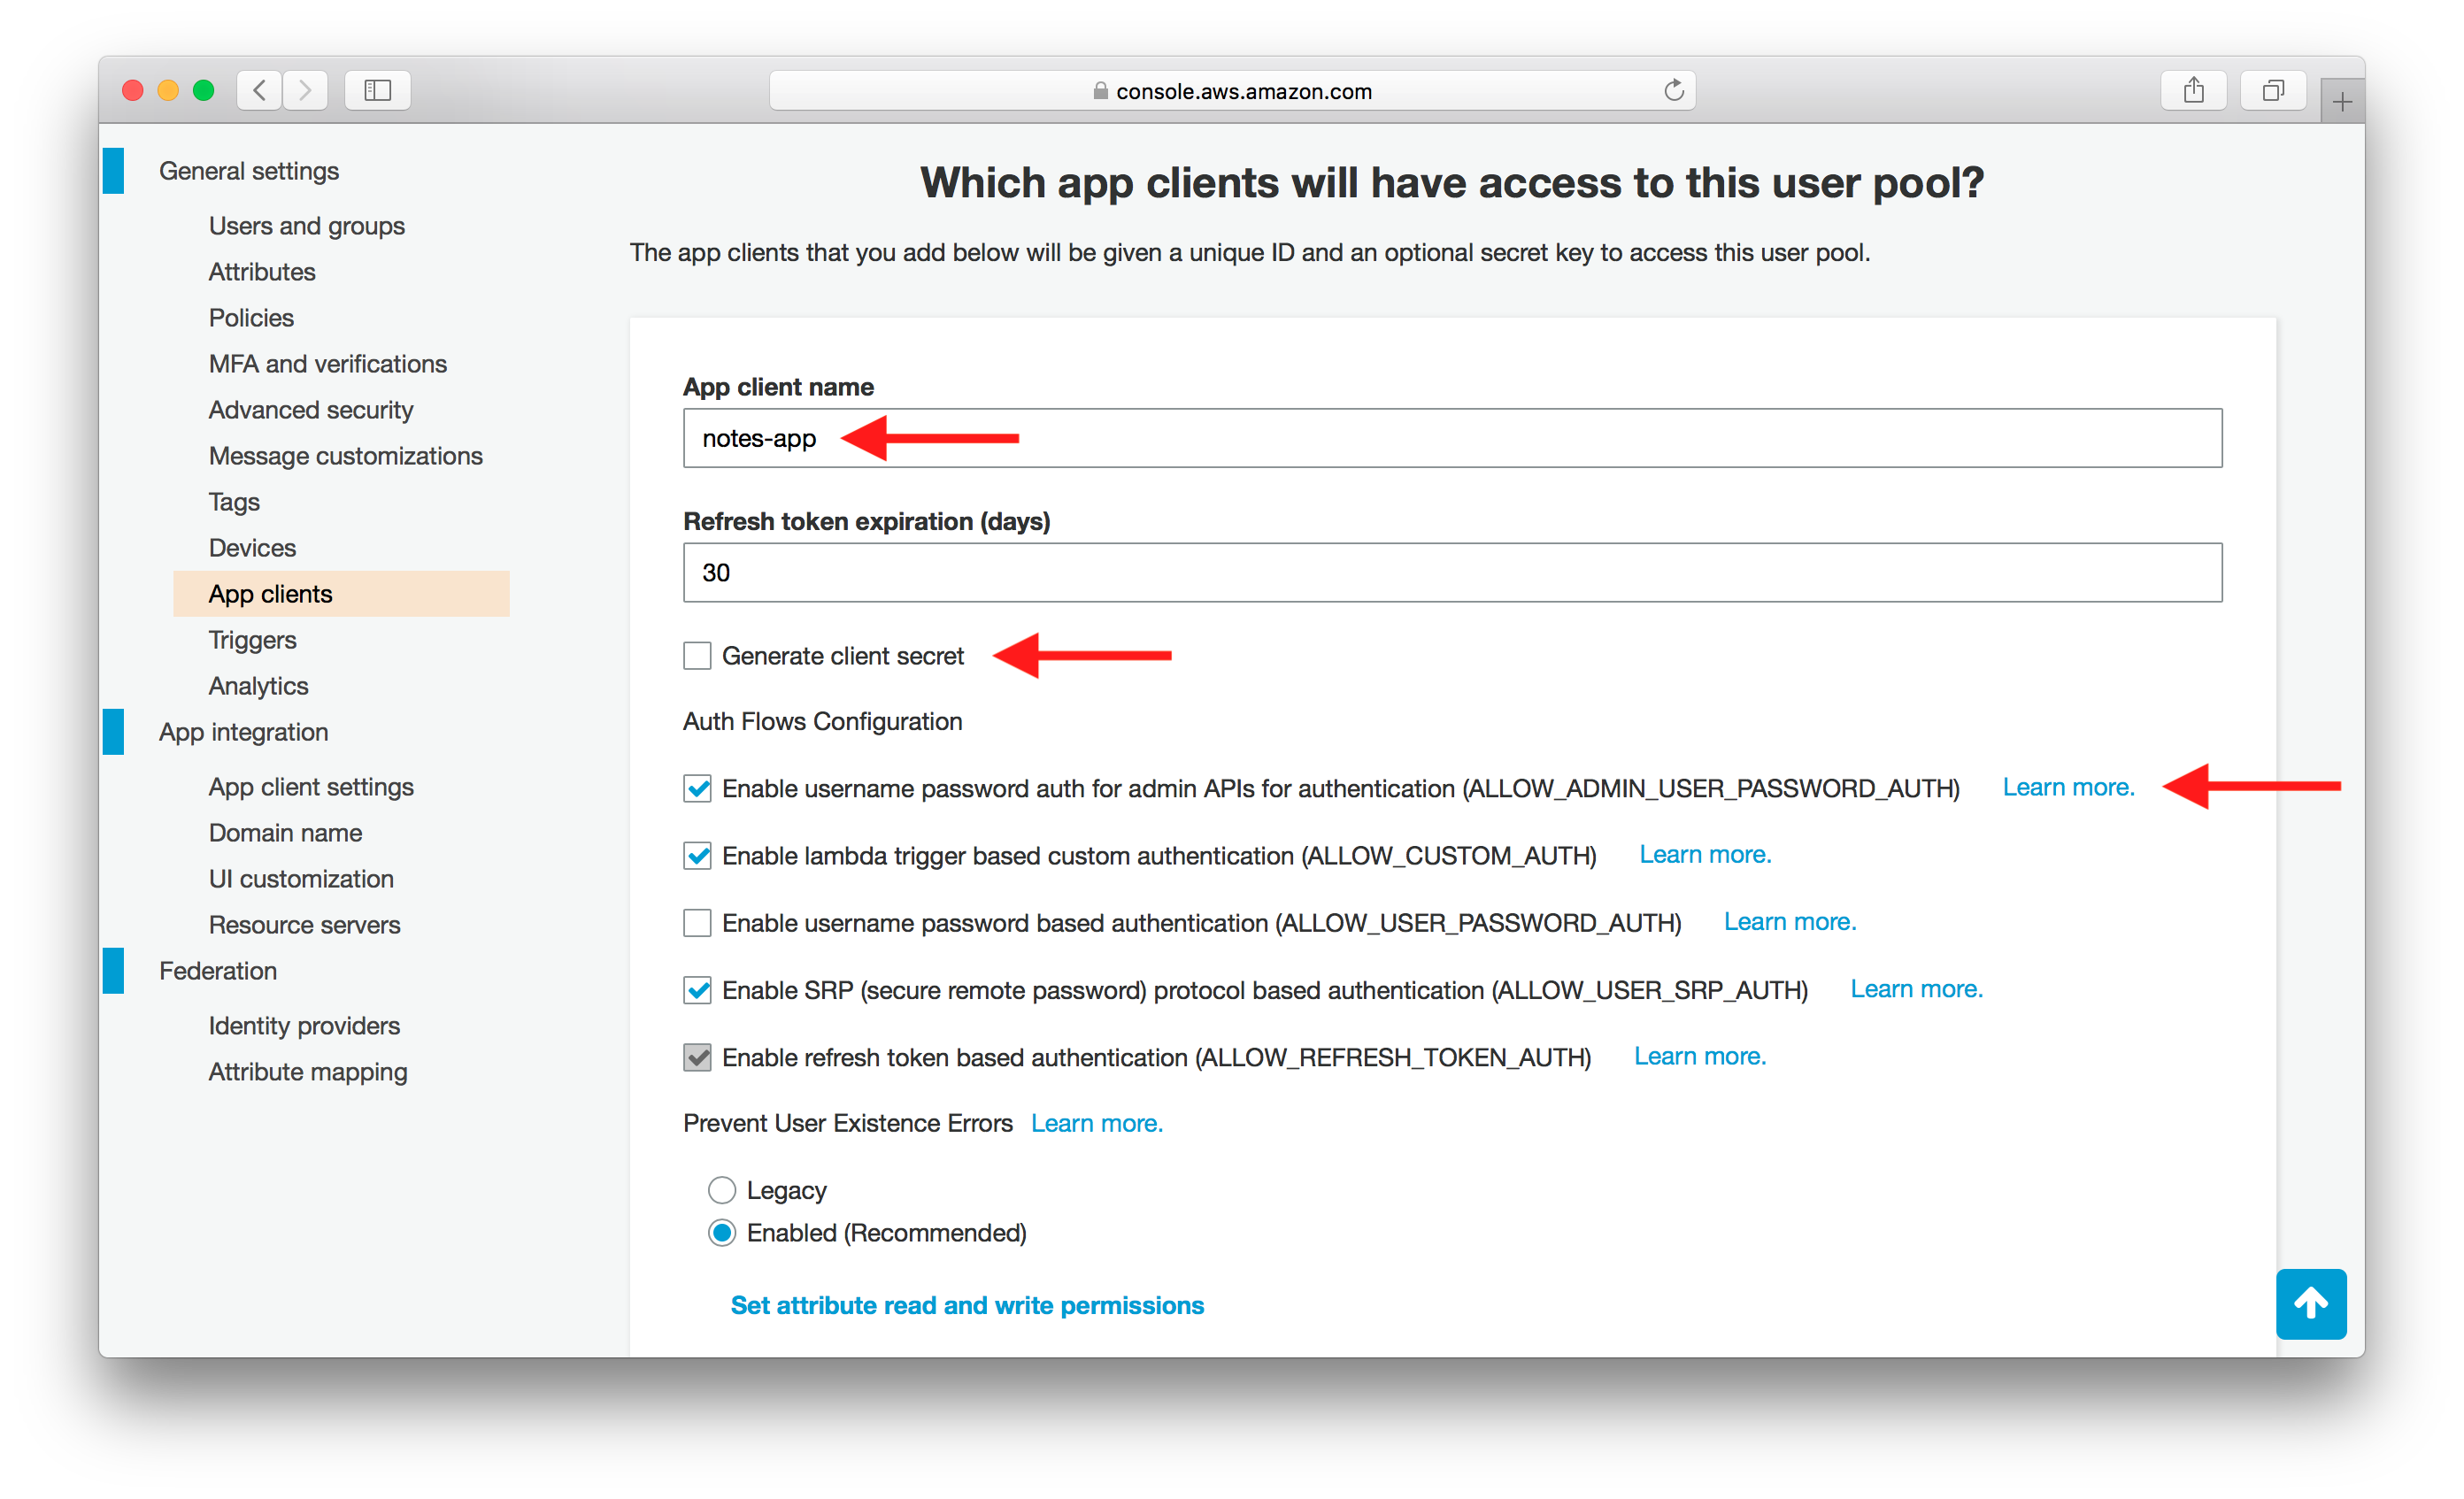 console.aws.amazon.com
General settings
Users and groups
Attributes
Policies
MFA and verifications
Advanced security
Message customizations
Tags
Devices
App clients
Triggers
Analytics
App integration
App client settings
Domain name
UI customization
Resource servers
Federation
Identity providers
Attribute mapping
Which app clients will have access to this user pool?
The app clients that you add below will be given a unique ID and an optional secret key to access this user pool.
App client name
notes-app
Refresh token expiration (days)
30
Generate client secret
Auth Flows Configuration
Enable username password auth for admin APIs for authentication (ALLOW_ADMIN_USER_PASSWORD_AUTH) Learn more.
Enable lambda trigger based custom authentication (ALLOW_CUSTOM_AUTH) Learn more.
Enable username password based authentication (ALLOW_USER_PASSWORD_AUTH) Learn more.
Enable SRP (secure remote password) protocol based authentication (ALLOW_USER_SRP_AUTH) Learn more.
Enable refresh token based authentication (ALLOW_REFRESH_TOKEN_AUTH) Learn more.
Prevent User Existence Errors Learn more.
Legacy
Enabled (Recommended)
Set attribute read and write permissions